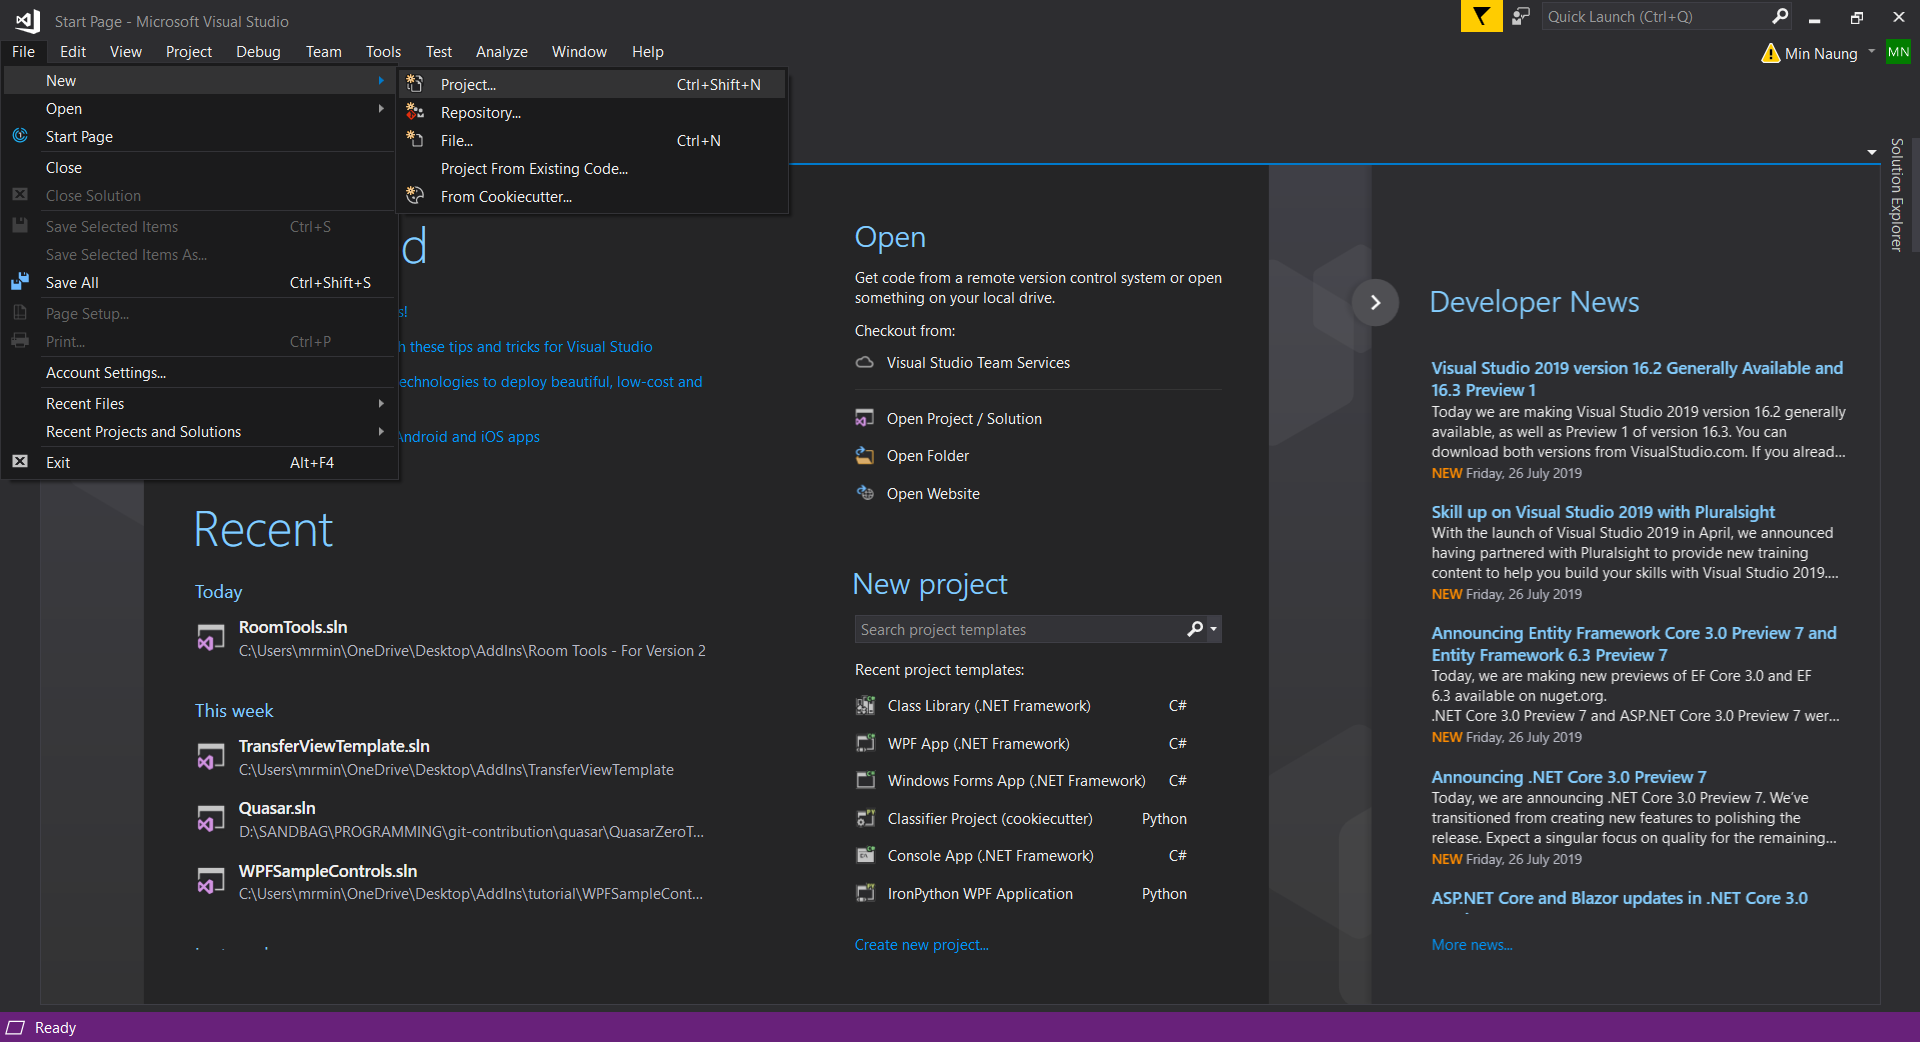 Start Page - Microsoft Visual Studio
Quick Launch (Ctrl+Q)
File Edit View Project Debug Team Tools Test Analyze Window Help
Min Naung
MN
New
Open
Start Page
Close
Close Solution
Save Selected Items Ctrl+S
Save Selected Items As...
Save All Ctrl+Shift+S
Page Setup...
Print... Ctrl+P
Account Settings...
Recent Files
Recent Projects and Solutions
Exit Alt+F4
Project... Ctrl+Shift+N
Repository...
File... Ctrl+N
Project From Existing Code...
From Cookiecutter...
d
s!
h these tips and tricks for Visual Studio
echnologies to deploy beautiful, low-cost and
Android and iOS apps
Recent
Today
RoomTools.sln
C:\Users\mrmin\OneDrive\Desktop\AddIns\Room Tools - For Version 2
This week
TransferViewTemplate.sln
C:\Users\mrmin\OneDrive\Desktop\AddIns\TransferViewTemplate
Quasar.sln
D:\SANDBAG\PROGRAMMING\git-contribution\quasar\QuasarZeroT...
WPFSampleControls.sln
C:\Users\mrmin\OneDrive\Desktop\AddIns\tutorial\WPFSampleCont...
Open
Get code from a remote version control system or open
something on your local drive.
Checkout from:
Visual Studio Team Services
Open Project / Solution
Open Folder
Open Website
New project
Search project templates
Recent project templates:
Class Library (.NET Framework) C#
WPF App (.NET Framework) C#
Windows Forms App (.NET Framework) C#
Classifier Project (cookiecutter) Python
Console App (.NET Framework) C#
IronPython WPF Application Python
Create new project...
Developer News
Visual Studio 2019 version 16.2 Generally Available and
16.3 Preview 1
Today we are making Visual Studio 2019 version 16.2 generally
available, as well as Preview 1 of version 16.3. You can
download both versions from VisualStudio.com. If you alread...
NEW Friday, 26 July 2019
Skill up on Visual Studio 2019 with Pluralsight
With the launch of Visual Studio 2019 in April, we announced
having partnered with Pluralsight to provide new training
content to help you build your skills with Visual Studio 2019....
NEW Friday, 26 July 2019
Announcing Entity Framework Core 3.0 Preview 7 and
Entity Framework 6.3 Preview 7
Today, we are making new previews of EF Core 3.0 and EF
6.3 available on nuget.org.
.NET Core 3.0 Preview 7 and ASP.NET Core 3.0 Preview 7 wer...
NEW Friday, 26 July 2019
Announcing .NET Core 3.0 Preview 7
Today, we are announcing .NET Core 3.0 Preview 7. We've
transitioned from creating new features to polishing the
release. Expect a singular focus on quality for the remaining...
NEW Friday, 26 July 2019
ASP.NET Core and Blazor updates in .NET Core 3.0
More news...
Solution Explorer
Ready